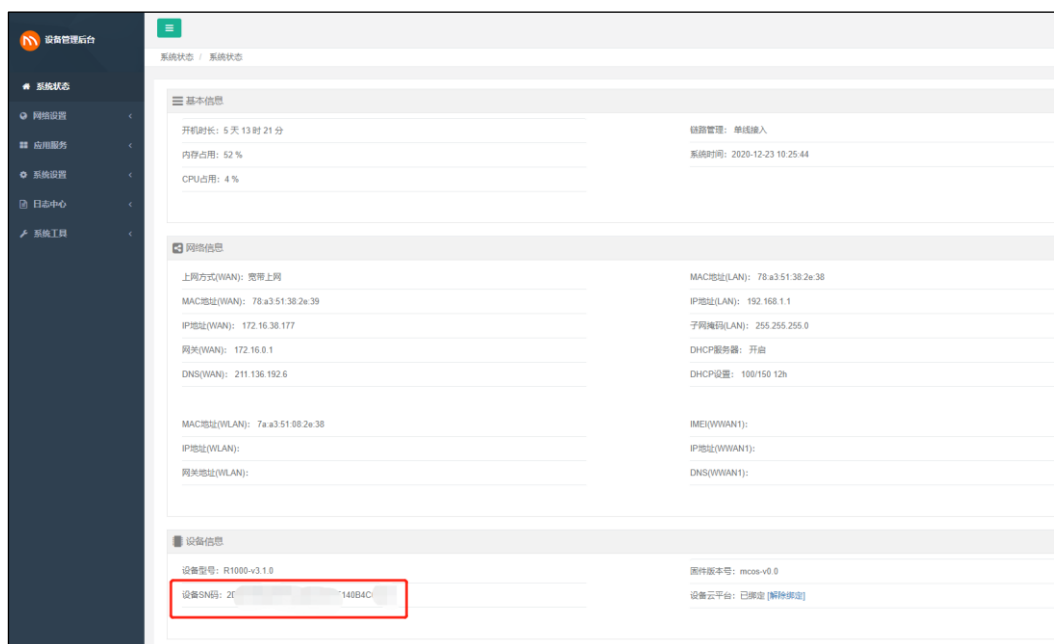 设备管理后台
系统状态 / 系统状态
系统状态
网络设置
应用服务
系统设置
日志中心
系统工具
基本信息
开机时长: 5 天 13 时 21 分
链路管理: 单线接入
内存占用: 52 %
系统时间: 2020-12-23 10:25:44
CPU占用: 4 %
网络信息
上网方式(WAN): 宽带上网
MAC地址(LAN): 78:a3:51:38:2e:38
MAC地址(WAN): 78:a3:51:38:2e:39
IP地址(LAN): 192.168.1.1
IP地址(WAN): 172.16.38.177
子网掩码(LAN): 255.255.255.0
网关(WAN): 172.16.0.1
DHCP服务器: 开启
DNS(WAN): 211.136.192.6
DHCP设置: 100/150 12h
MAC地址(WLAN): 7a:a3:51:08:2e:38
IMEI(WWAN1):
IP地址(WLAN):
IP地址(WWAN1):
网关地址(WLAN):
DNS(WWAN1):
设备信息
设备型号: R1000-v3.1.0
固件版本号: mcos-v0.0
设备SN码:
设备云平台: 已绑定 [解除绑定]